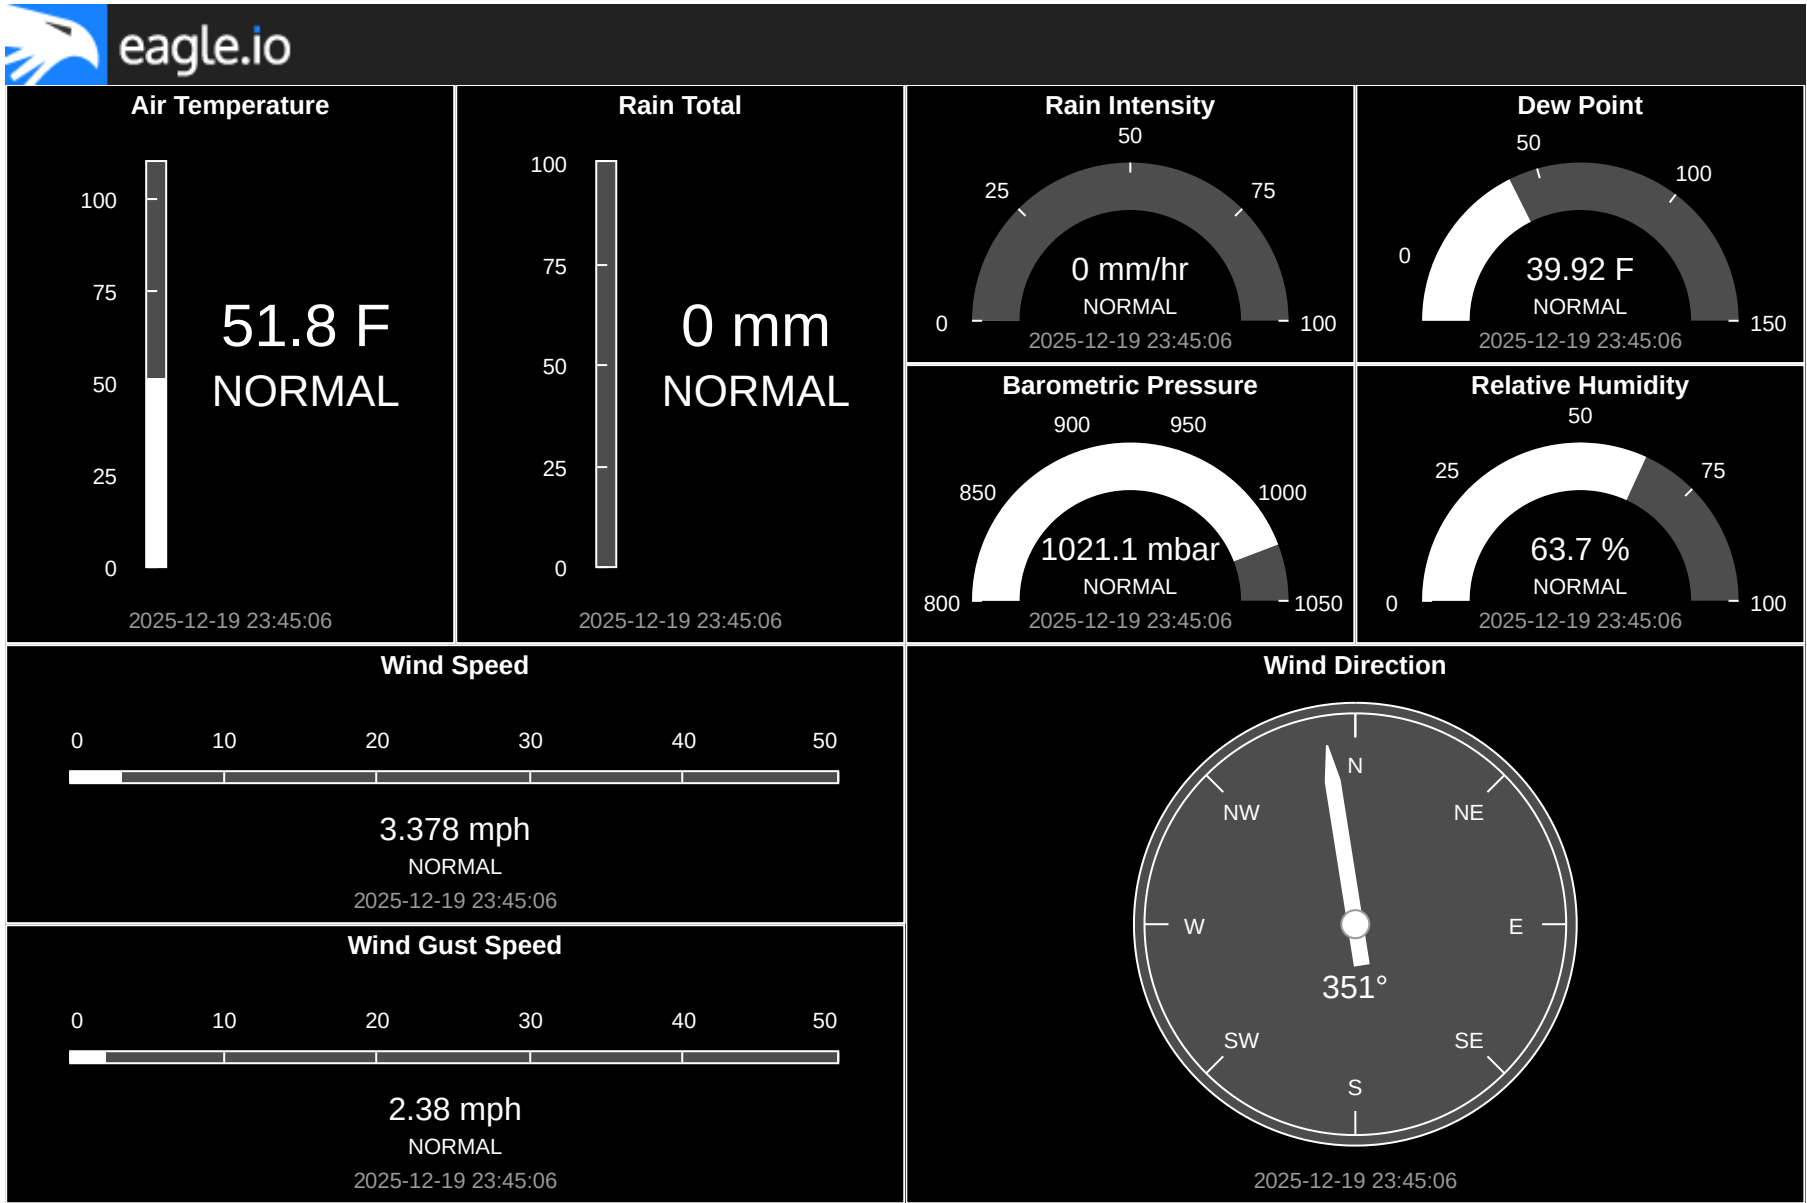 eagle.io
Air Temperature
100
75
50
25
0
51.8 F
NORMAL
2025-12-19 23:45:06
Rain Total
100
75
50
25
0
0 mm
NORMAL
2025-12-19 23:45:06
Rain Intensity
50
25
75
0
100
0 mm/hr
NORMAL
2025-12-19 23:45:06
Dew Point
50
100
0
150
39.92 F
NORMAL
2025-12-19 23:45:06
Barometric Pressure
900
950
850
1000
800
1050
1021.1 mbar
NORMAL
2025-12-19 23:45:06
Relative Humidity
50
25
75
0
100
63.7 %
NORMAL
2025-12-19 23:45:06
Wind Speed
0 10 20 30 40 50
3.378 mph
NORMAL
2025-12-19 23:45:06
Wind Gust Speed
0 10 20 30 40 50
2.38 mph
NORMAL
2025-12-19 23:45:06
Wind Direction
N
NW
NE
W
E
351°
SW
SE
S
2025-12-19 23:45:06